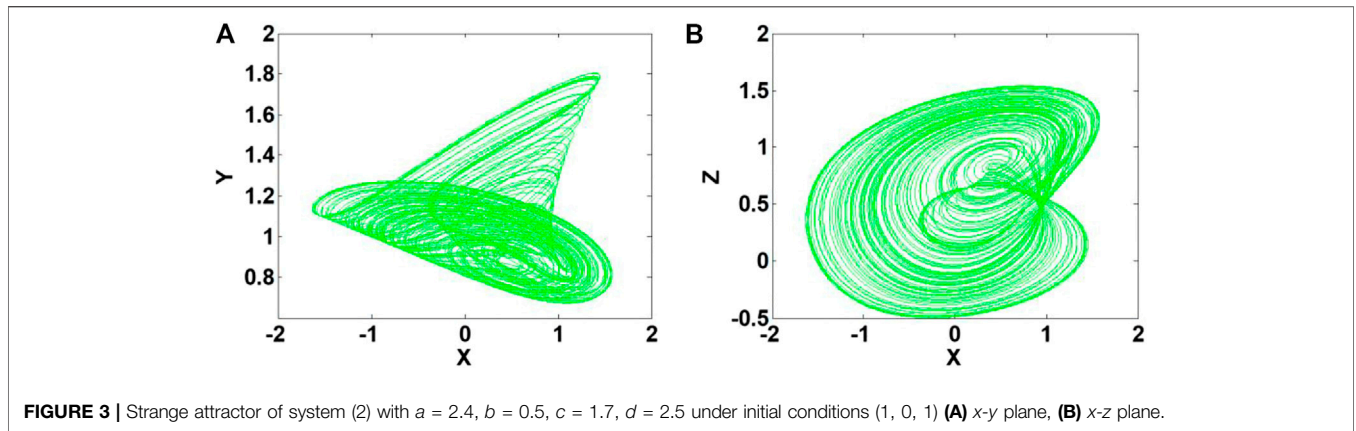 A
2
1.8
1.6
1.4
1.2
1
0.8
Y
-2 -1 0 1 2
X
B
2
1.5
1
0.5
0
-0.5
Z
-2 -1 0 1 2
X
FIGURE 3 | Strange attractor of system (2) with a = 2.4, b = 0.5, c = 1.7, d = 2.5 under initial conditions (1, 0, 1) (A) x-y plane, (B) x-z plane.